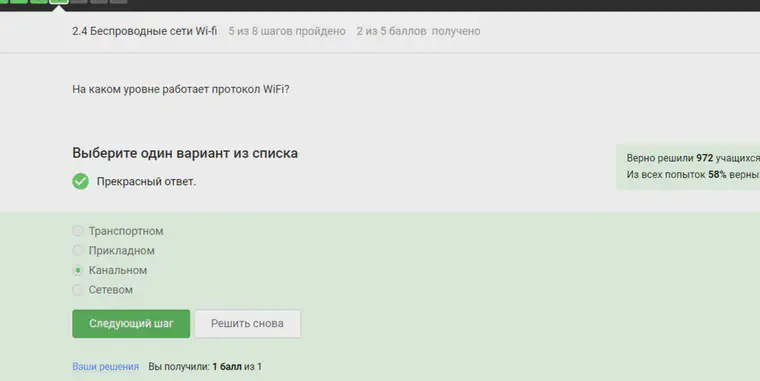 2.4 Беспроводные сети Wi-fi 5 из 8 шагов пройдено 2 из 5 баллов получено
На каком уровне работает протокол WiFi?
Выберите один вариант из списка
Верно решили 972 учащихся
Прекрасный ответ.
Из всех попыток 58% верных
Транспортном
Прикладном
Канальном
Сетевом
Следующий шаг Решить снова
Ваши решения Вы получили: 1 балл из 1